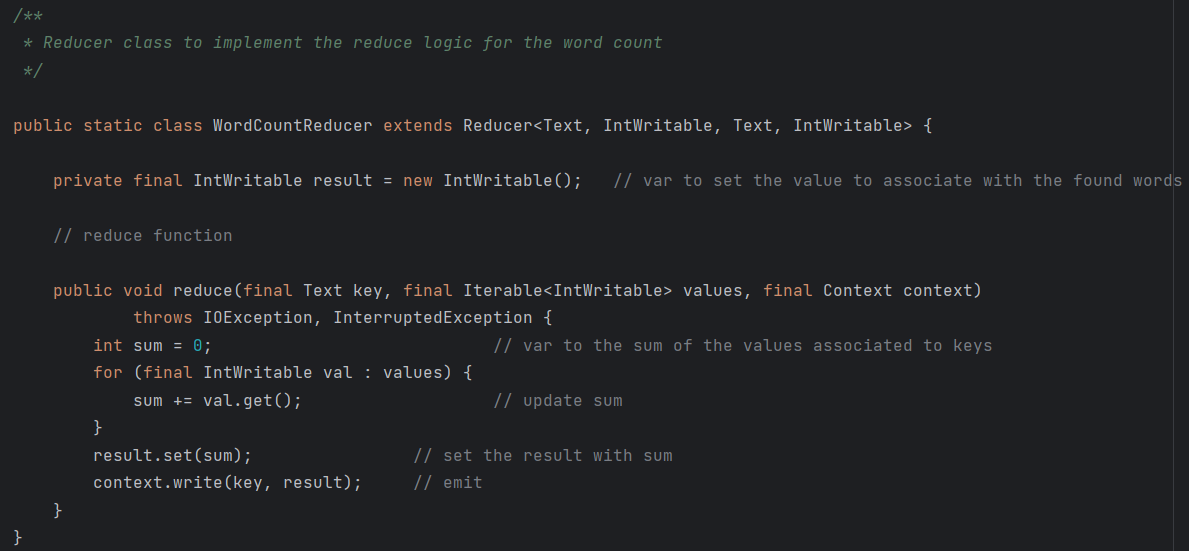 /**
 * Reducer class to implement the reduce logic for the word count
 */
public static class WordCountReducer extends Reducer<Text, IntWritable, Text, IntWritable> {
    private final IntWritable result = new IntWritable();   // var to set the value to associate with the found words
    // reduce function
    public void reduce(final Text key, final Iterable<IntWritable> values, final Context context)
            throws IOException, InterruptedException {
        int sum = 0;                            // var to the sum of the values associated to keys
        for (final IntWritable val : values) {
            sum += val.get();                   // update sum
        }
        result.set(sum);                // set the result with sum
        context.write(key, result);     // emit
    }
}